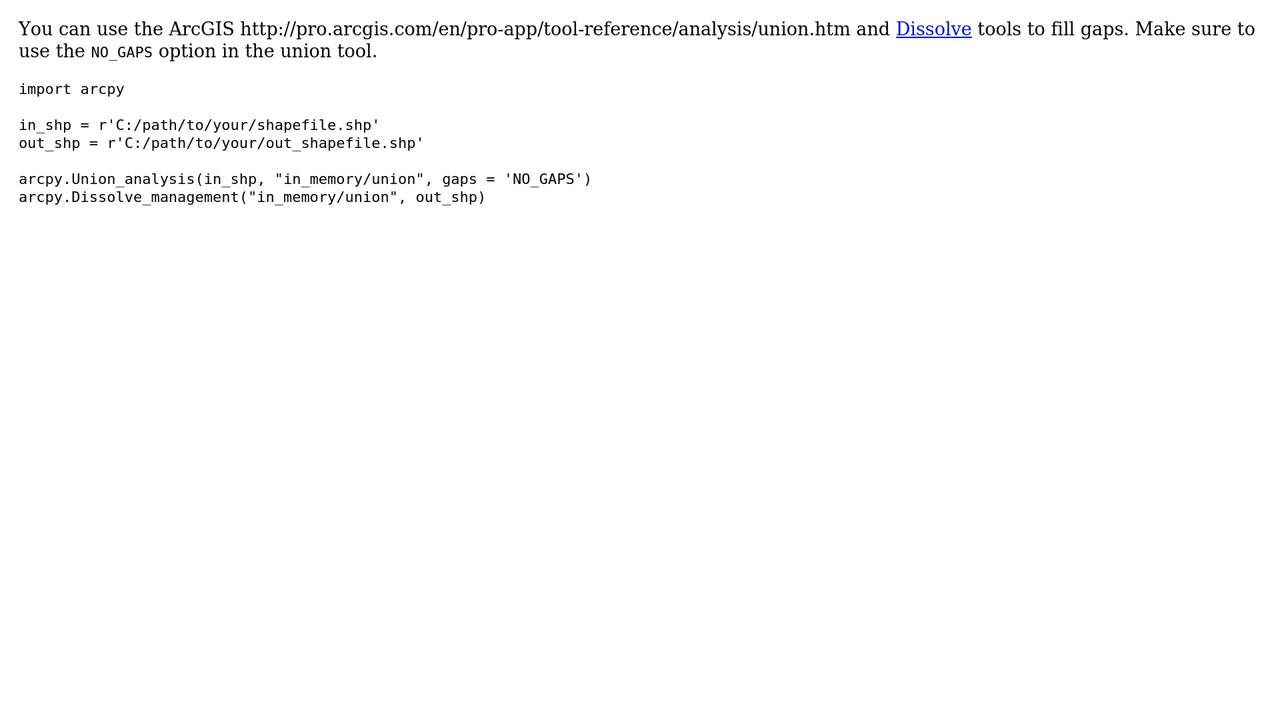 You can use the ArcGIS http://pro.arcgis.com/en/pro-app/tool-reference/analysis/union.htm and Dissolve tools to fill gaps. Make sure to
use the NO_GAPS option in the union tool.
import arcpy
in_shp = r'C:/path/to/your/shapefile.shp'
out_shp = r'C:/path/to/your/out_shapefile.shp'
arcpy.Union_analysis(in_shp, "in_memory/union", gaps = 'NO_GAPS')
arcpy.Dissolve_management("in_memory/union", out_shp)